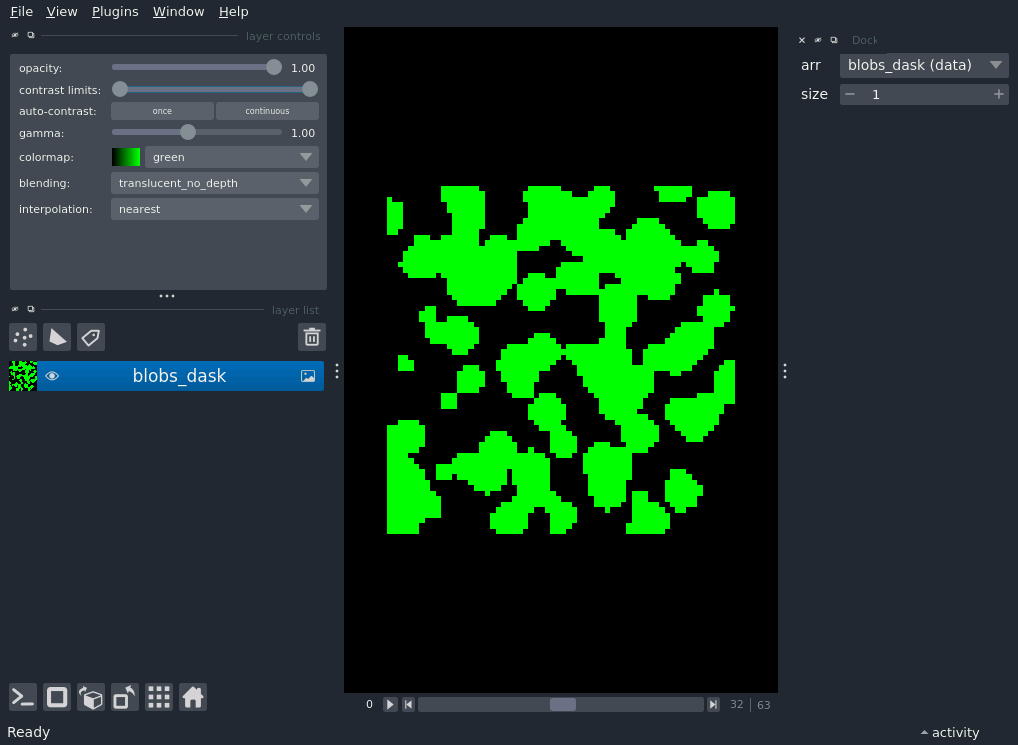 File View Plugins Window Help
layer controls
opacity: 1.00
contrast limits:
auto-contrast: once continuous
gamma: 1.00
colormap: green
blending: translucent_no_depth
interpolation: nearest
layer list
blobs_dask
0 32 63
Ready
activity
Dock
arr blobs_dask (data)
size 1